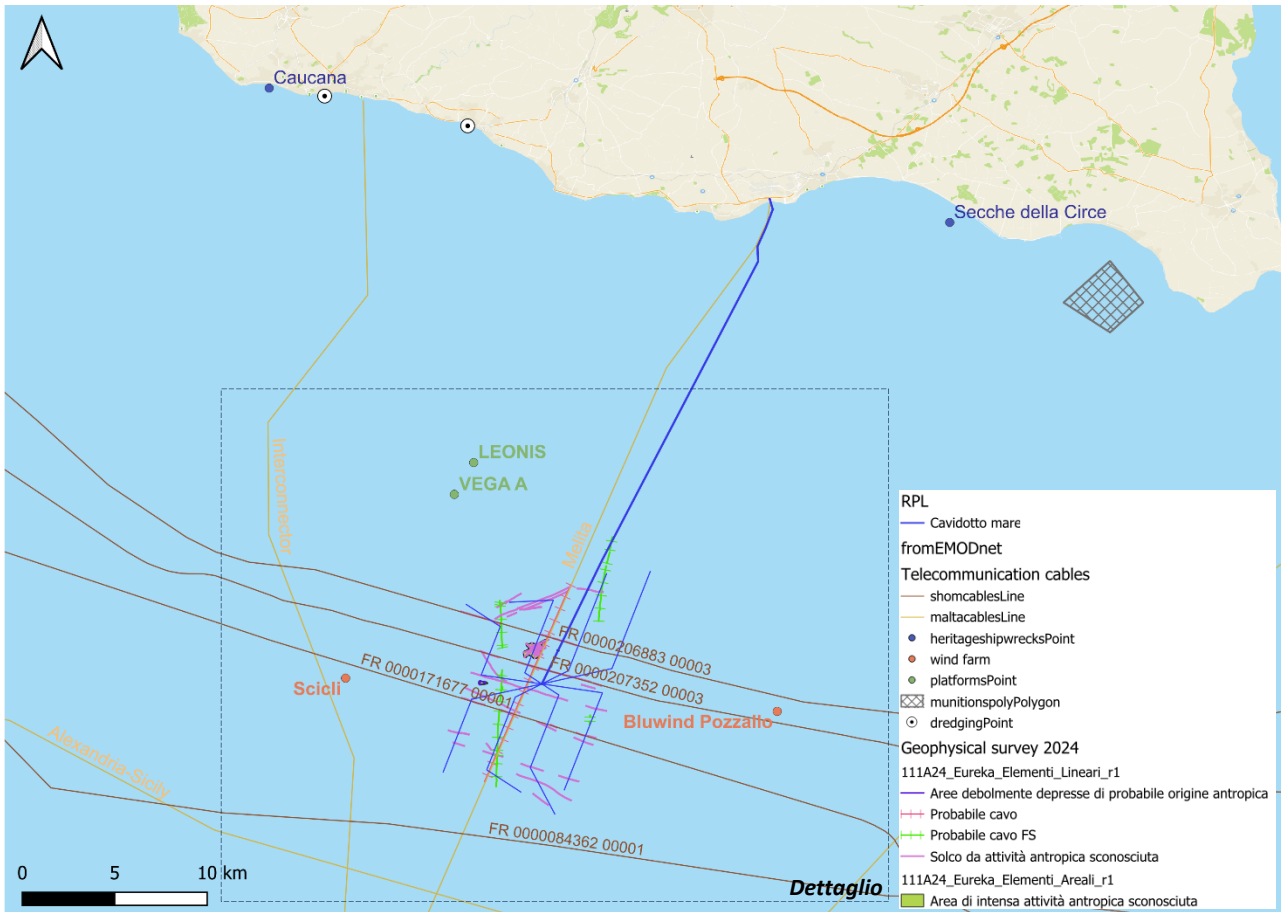 Caucana
Secche della Circe
LEONIS
VEGA A
Interconnector
Melita
FR 0000206883 00003
FR 0000207352 00003
FR 0000171677 00001
Scicli
Bluwind Pozzallo
Alexandria-Sicily
FR 0000084362 00001
0 5 10 km
Dettaglio
RPL
Cavidotto mare
fromEMODnet
Telecommunication cables
shomcablesLine
maltacablesLine
heritageshipwrecksPoint
wind farm
platformsPoint
munitionspolyPolygon
dredgingPoint
Geophysical survey 2024
111A24_Eureka_Elementi_Lineari_r1
Aree debolmente depresse di probabile origine antropica
Probabile cavo
Probabile cavo FS
Solco da attività antropica sconosciuta
111A24_Eureka_Elementi_Areali_r1
Area di intensa attività antropica sconosciuta